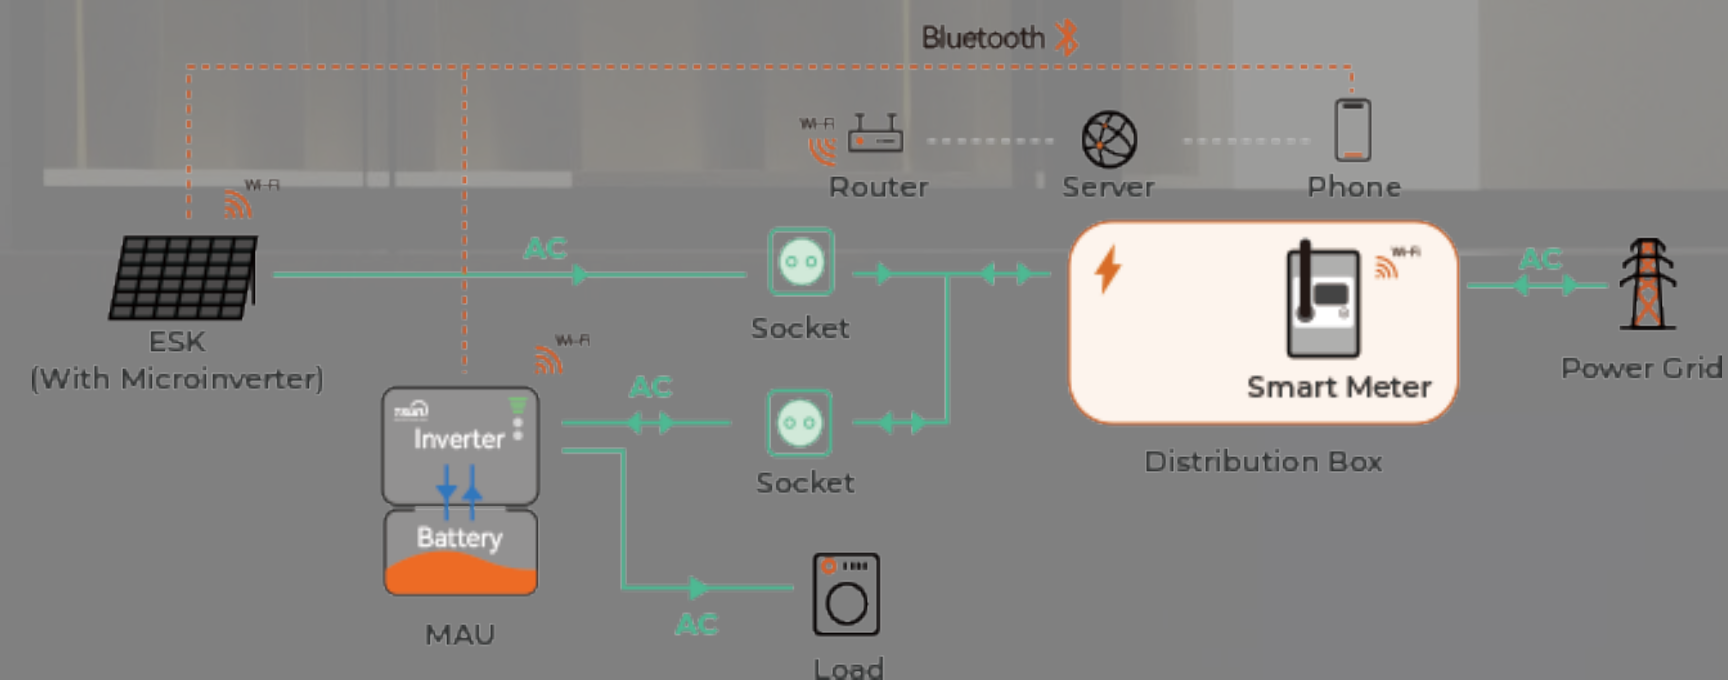 Bluetooth
Wi-Fi
Router
Server
Phone
Wi-Fi
AC
Wi-Fi
AC
ESK
(With Microinverter)
Socket
Wi-Fi
Smart Meter
Power Grid
AC
Inverter
Socket
Distribution Box
Battery
MAU
AC
Load